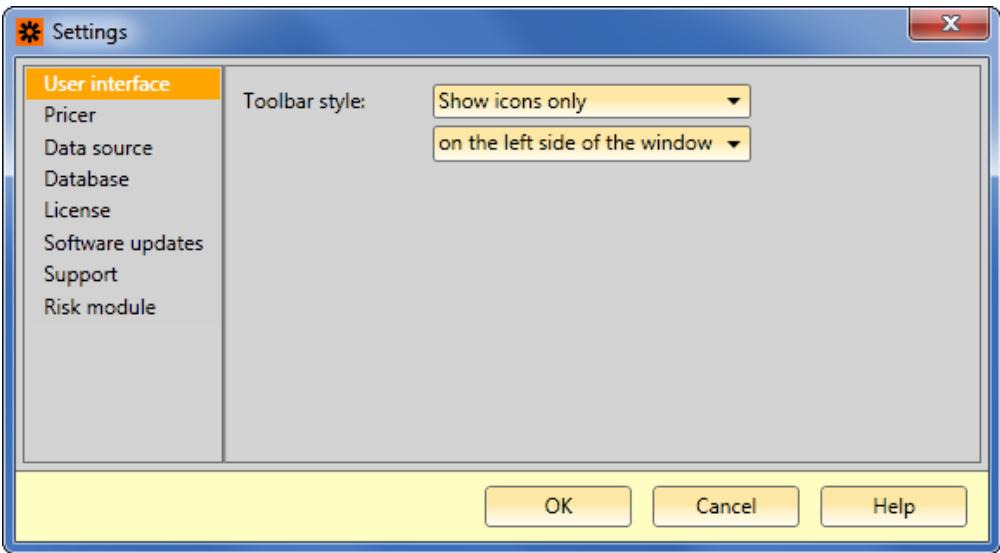 Settings
User interface
Pricer
Data source
Database
License
Software updates
Support
Risk module
Toolbar style:
Show icons only
on the left side of the window
OK
Cancel
Help